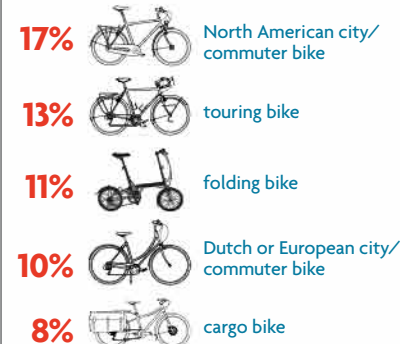 17%
North American city/
commuter bike
13%
touring bike
11%
folding bike
10%
Dutch or European city/
commuter bike
8%
cargo bike